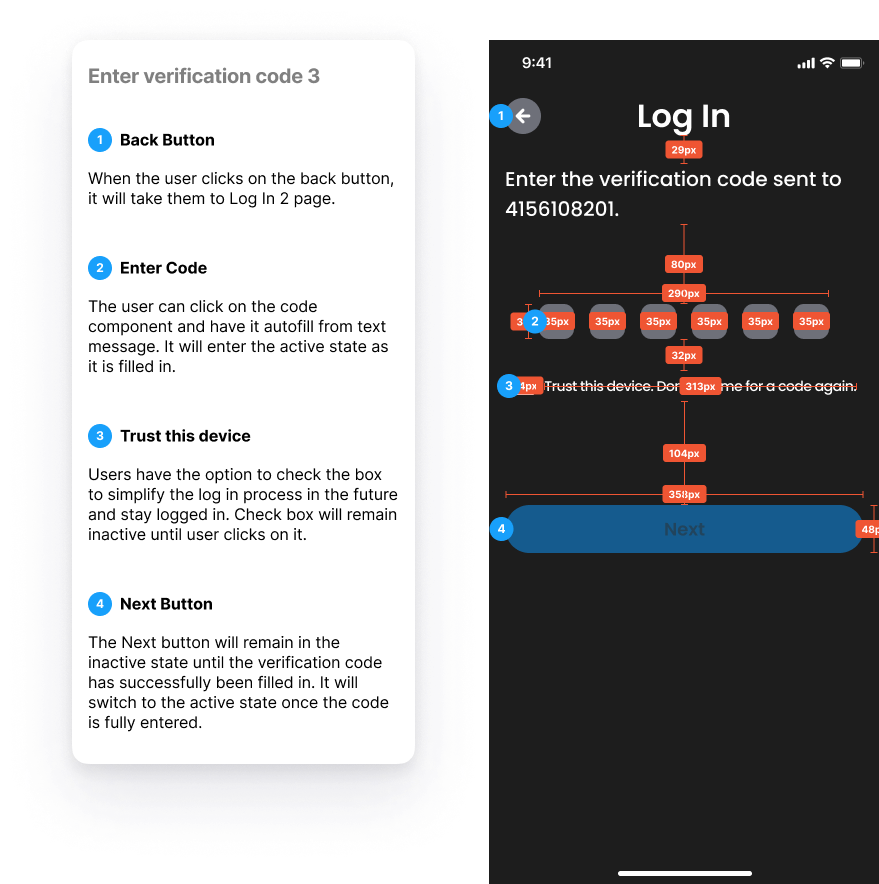 Enter verification code 3
1 Back Button
When the user clicks on the back button,
it will take them to Log In 2 page.
2 Enter Code
The user can click on the code
component and have it autofill from text
message. It will enter the active state as
it is filled in.
3 Trust this device
Users have the option to check the box
to simplify the log in process in the future
and stay logged in. Check box will remain
inactive until user clicks on it.
4 Next Button
The Next button will remain in the
inactive state until the verification code
has successfully been filled in. It will
switch to the active state once the code
is fully entered.
9:41
1 Log In
29px
Enter the verification code sent to
4156108201.
80px
290px
2 35px 35px 35px 35px 35px 35px
32px
3 Trust this device. 313px me for a code again.
104px
358px
4 Next